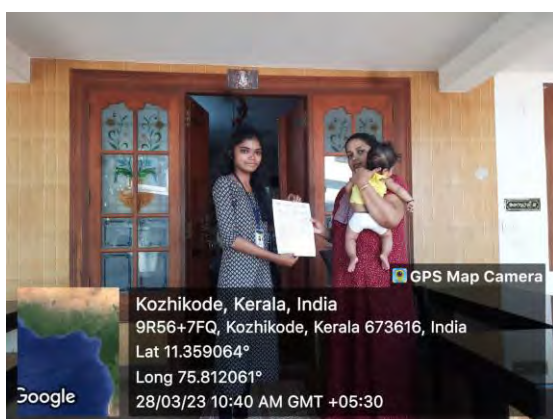 GPS Map Camera
Kozhikode, Kerala, India
9R56+7FQ, Kozhikode, Kerala 673616, India
Lat 11.359064°
Long 75.812061°
28/03/23 10:40 AM GMT +05:30
Google